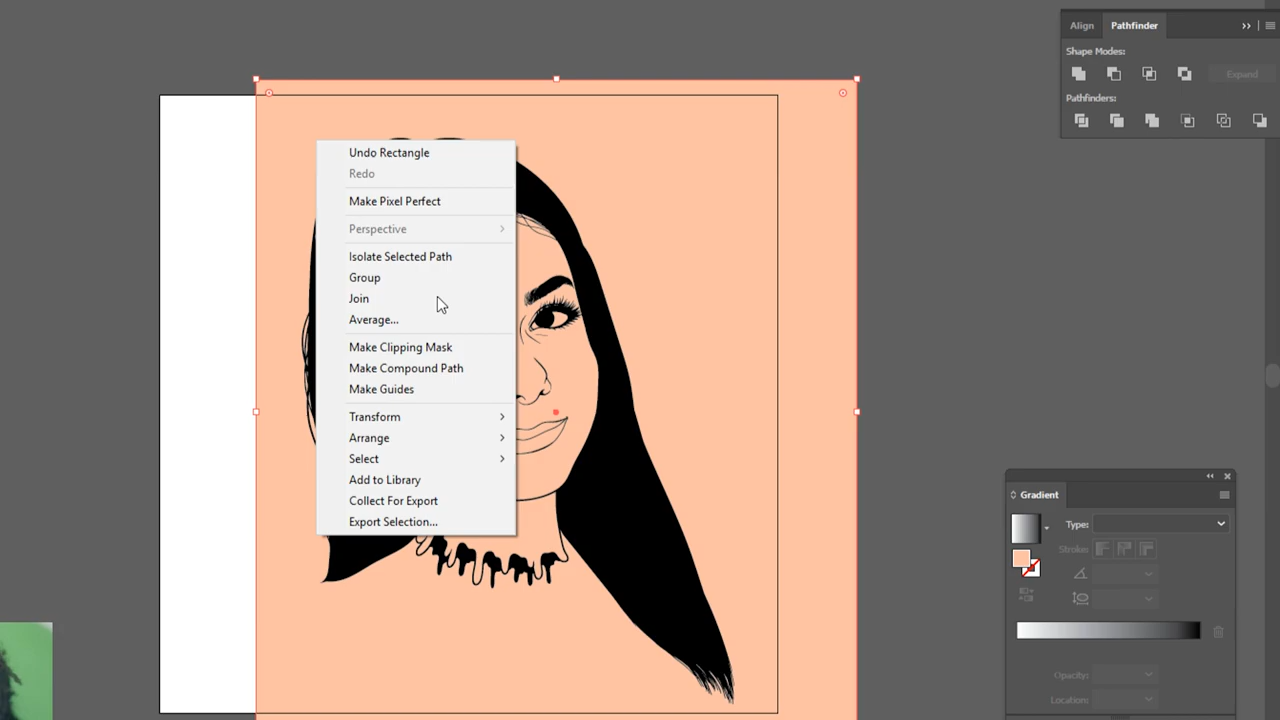 Align
Pathfinder
Shape Modes:
Expand
Pathfinders:
Undo Rectangle
Redo
Make Pixel Perfect
Perspective
Isolate Selected Path
Group
Join
Average...
Make Clipping Mask
Make Compound Path
Make Guides
Transform
Arrange
Select
Add to Library
Collect For Export
Export Selection...
Gradient
Type:
Strokes
Opacity:
Location: